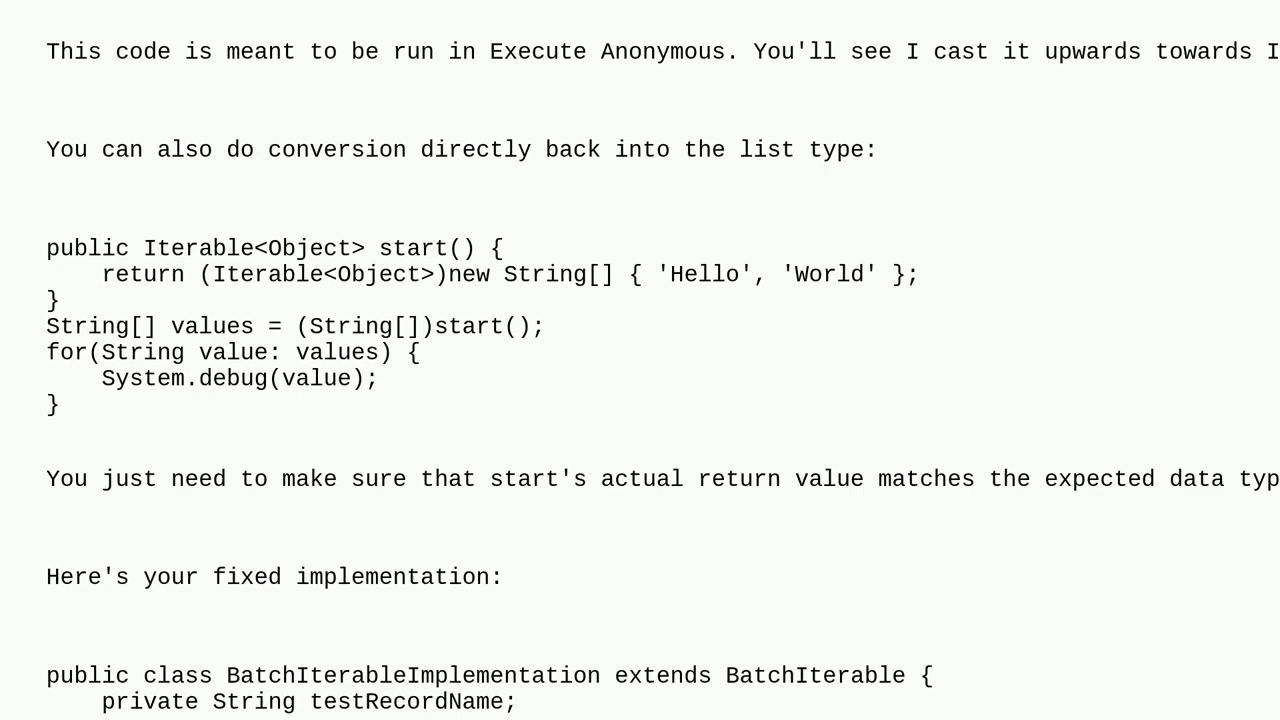 This code is meant to be run in Execute Anonymous. You'll see I cast it upwards towards
You can also do conversion directly back into the list type:
public Iterable<Object> start() {
    return (Iterable<Object>)new String[] { 'Hello', 'World' };
}
String[] values = (String[])start();
for(String value: values) {
    System.debug(value);
}
You just need to make sure that start's actual return value matches the expected data
Here's your fixed implementation:
public class BatchIterableImplementation extends BatchIterable {
    private String testRecordName;